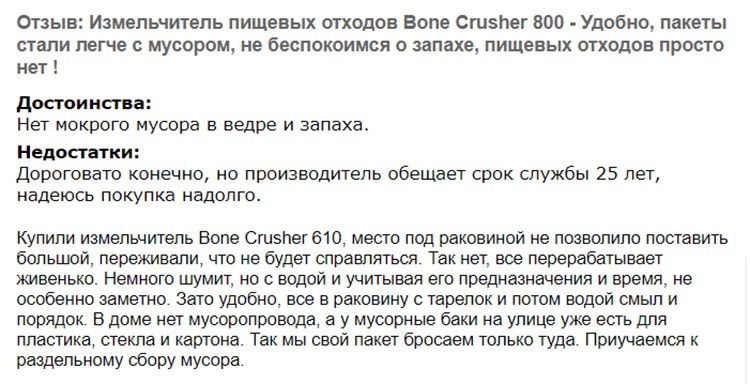 Отзыв: Измельчитель пищевых отходов Bone Crusher 800 - Удобно, пакеты
стали легче с мусором, не беспокоимся о запахе, пищевых отходов просто
нет !
Достоинства:
Нет мокрого мусора в ведре и запаха.
Недостатки:
Дороговато конечно, но производитель обещает срок службы 25 лет,
надеюсь покупка надолго.
Купили измельчитель Bone Crusher 610, место под раковиной не позволило поставить
большой, переживали, что не будет справляться. Так нет, все перерабатывает
живенько. Немного шумит, но с водой и учитывая его предназначения и время, не
особенно заметно. Зато удобно, все в раковину с тарелок и потом водой смыл и
порядок. В доме нет мусоропровода, а у мусорные баки на улице уже есть для
пластика, стекла и картона. Так мы свой пакет бросаем только туда. Приучаемся к
раздельному сбору мусора.